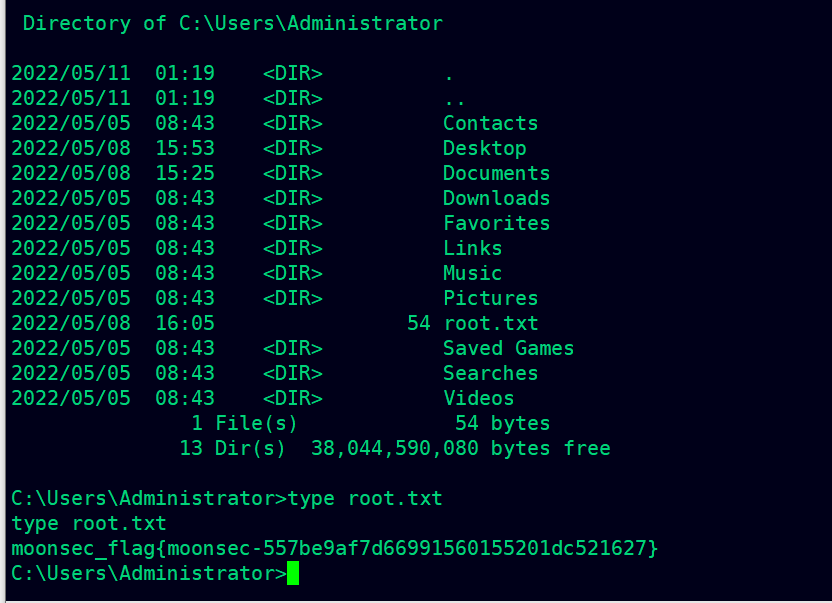 Directory of C:\Users\Administrator
2022/05/11  01:19    <DIR>          .
2022/05/11  01:19    <DIR>          ..
2022/05/05  08:43    <DIR>          Contacts
2022/05/08  15:53    <DIR>          Desktop
2022/05/08  15:25    <DIR>          Documents
2022/05/05  08:43    <DIR>          Downloads
2022/05/05  08:43    <DIR>          Favorites
2022/05/05  08:43    <DIR>          Links
2022/05/05  08:43    <DIR>          Music
2022/05/05  08:43    <DIR>          Pictures
2022/05/08  16:05                54 root.txt
2022/05/05  08:43    <DIR>          Saved Games
2022/05/05  08:43    <DIR>          Searches
2022/05/05  08:43    <DIR>          Videos
               1 File(s)             54 bytes
              13 Dir(s)  38,044,590,080 bytes free
C:\Users\Administrator>type root.txt
type root.txt
moonsec_flag{moonsec-557be9af7d66991560155201dc521627}
C:\Users\Administrator>